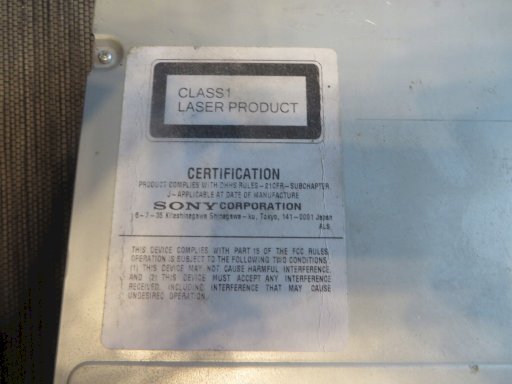 CLASS1
LASER PRODUCT
CERTIFICATION
PRODUCT COMPLIES WITH DHHS RULES-21CFR-SUBCHAPTER
J-APPLICABLE AT DATE OF MANUFACTURE
SONY CORPORATION
6-7-35 Kitashinagawa Shinagawa-ku, Tokyo, 141-0001 Japan
THIS DEVICE COMPLIES WITH PART 15 OF THE FCC RULES.
OPERATION IS SUBJECT TO THE FOLLOWING TWO CONDITIONS.
(1) THIS DEVICE MAY NOT CAUSE HARMFUL INTERFERENCE,
AND (2) THIS DEVICE MUST ACCEPT ANY INTERFERENCE
RECEIVED, INCLUDING INTERFERENCE THAT MAY CAUSE
UNDESIRED OPERATION.